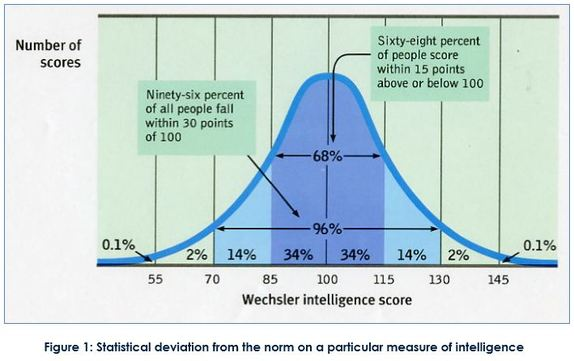 Number of
scores
Sixty-eight percent
of people score
within 15 points
above or below 100
Ninety-six percent
of all people fall
within 30 points
of 100
68%
96%
0.1%
2%
14%
34%
34%
14%
2%
0.1%
55
70
85
100
115
130
145
Wechsler intelligence score
Figure 1: Statistical deviation from the norm on a particular measure of intelligence